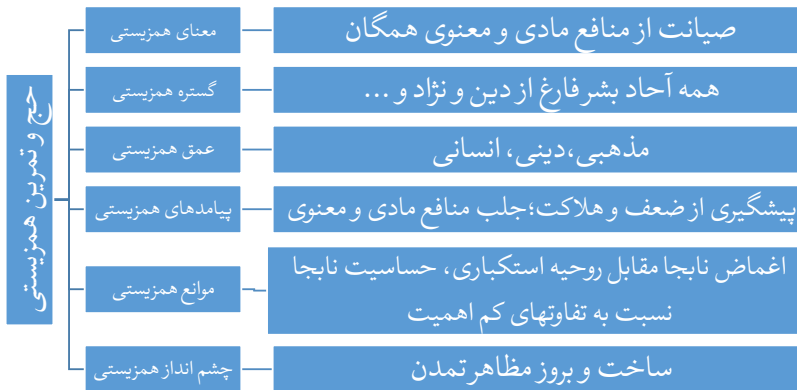 حج و تمرین همزیستی
معنای همزیستی
صیانت از منافع مادی و معنوی همگان
گستره همزیستی
همه آحاد بشر فارغ از دین و نژاد و ...
عمق همزیستی
مذهبی،دینی، انسانی
پیامدهای همزیستی
پیشگیری از ضعف و هلاکت؛جلب منافع مادی و معنوی
موانع همزیستی
اغماض نابجا مقابل روحیه استکباری، حساسیت نابجا
نسبت به تفاوتهای کم اهمیت
چشم انداز همزیستی
ساخت و بروز مظاهر تمدن